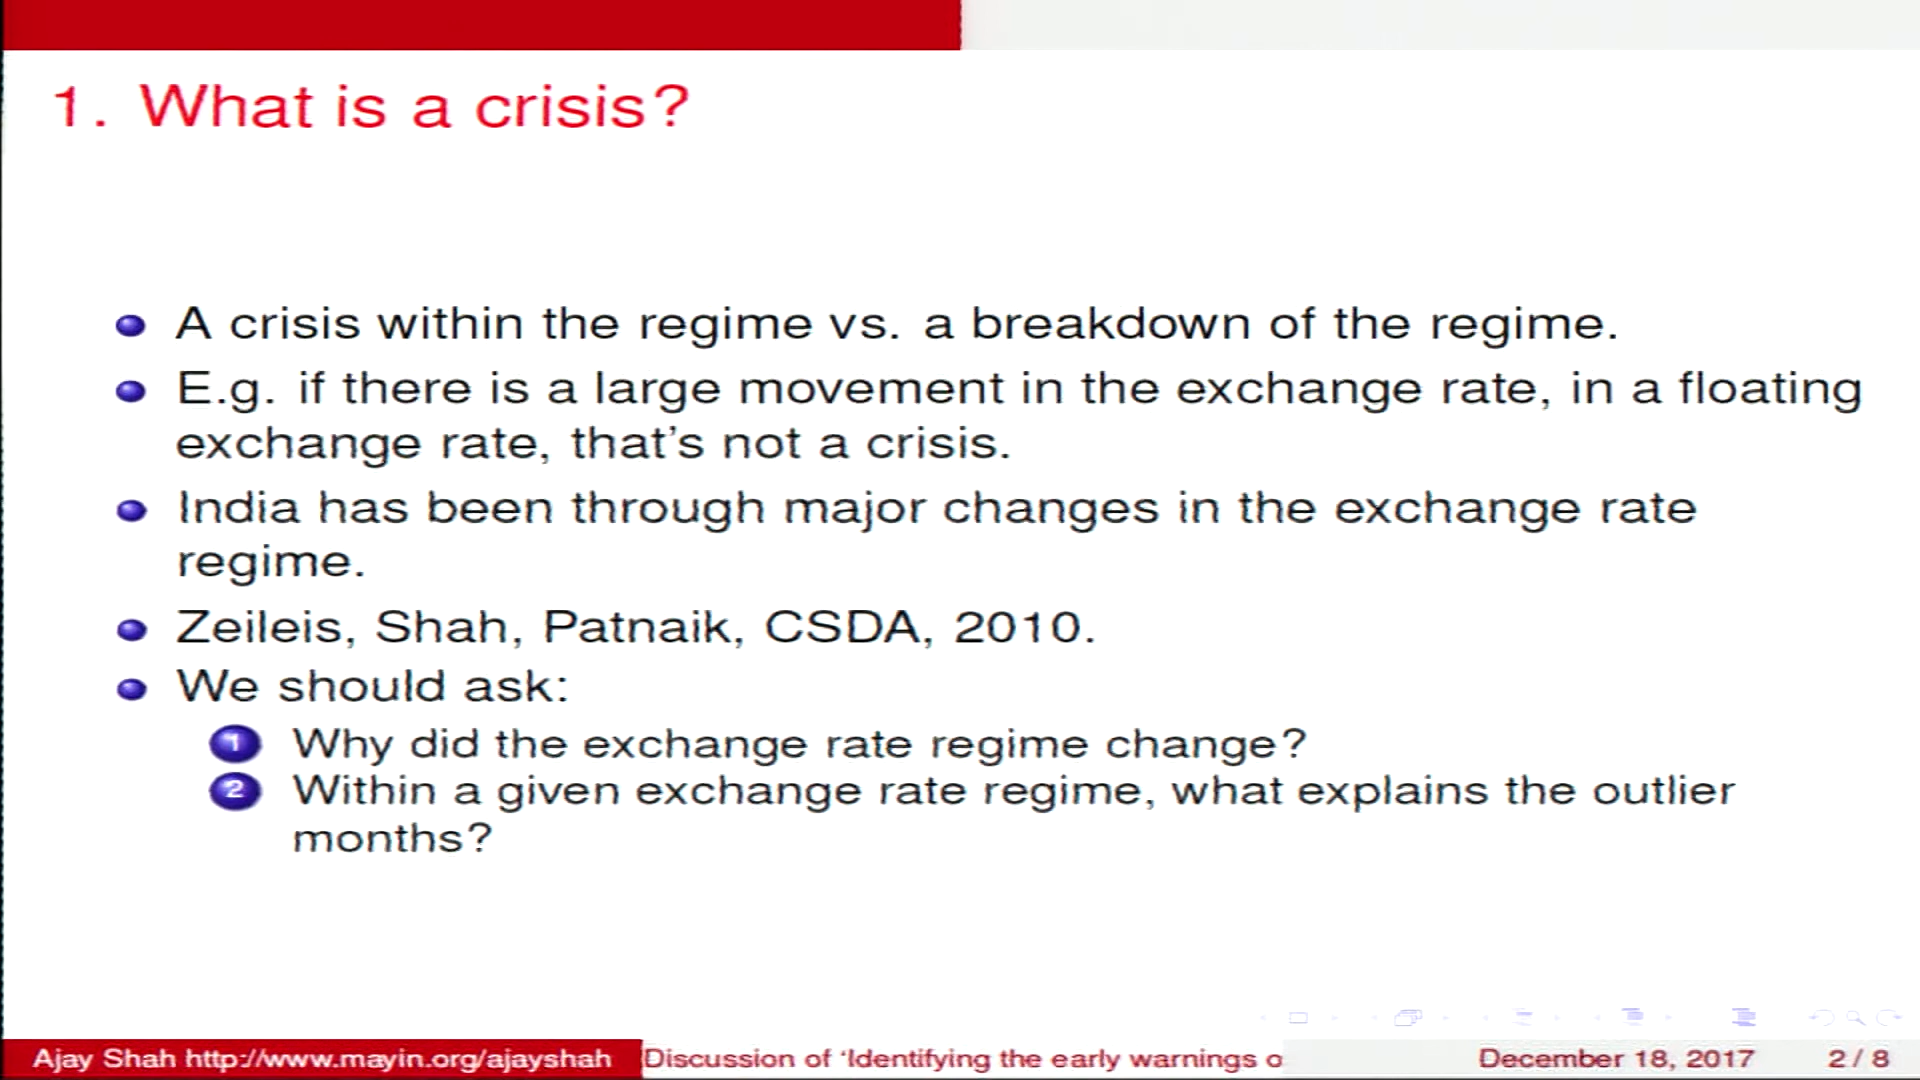 1. What is a crisis?
A crisis within the regime vs. a breakdown of the regime.
E.g. if there is a large movement in the exchange rate, in a floating
exchange rate, that's not a crisis.
India has been through major changes in the exchange rate
regime.
Zeileis, Shah, Patnaik, CSDA, 2010.
We should ask:
1 Why did the exchange rate regime change?
2 Within a given exchange rate regime, what explains the outlier
months?
Ajay Shah http://www.mayin.org/ajayshah Discussion of 'Identifying the early warnings o December 18, 2017 2 / 8